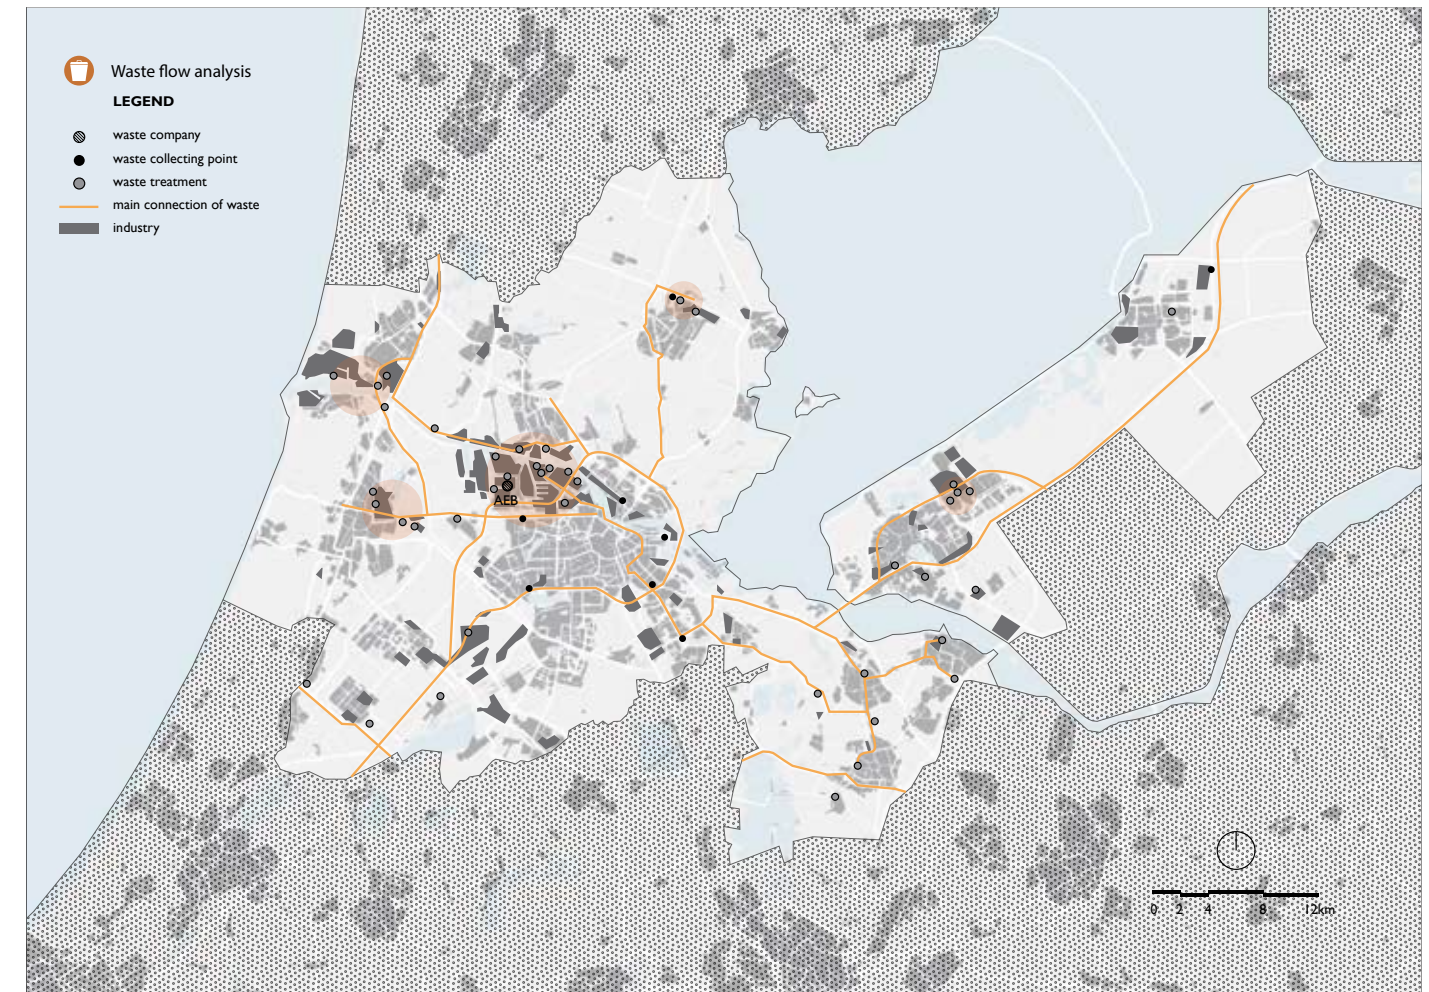 Waste flow analysis
LEGEND
waste company
waste collecting point
waste treatment
main connection of waste
industry
AEB
0 2 4 8 12km